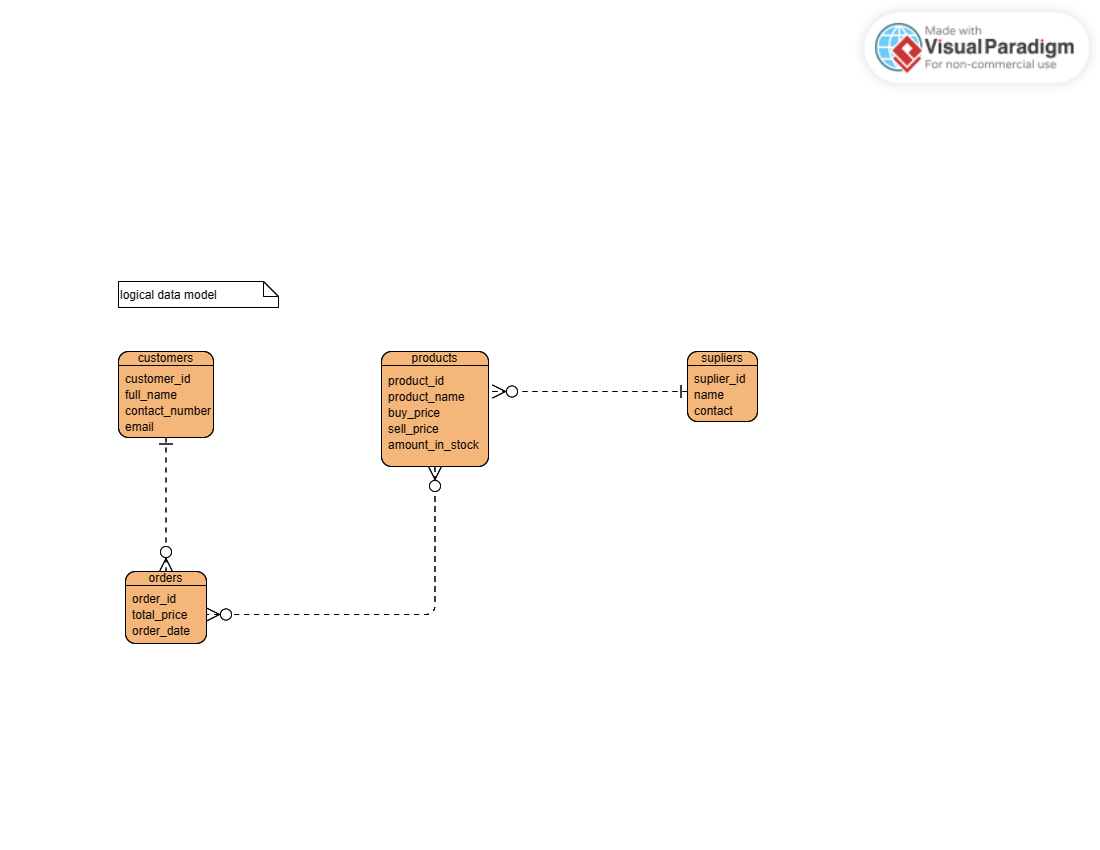 Made with
Visual Paradigm
For non-commercial use
logical data model
customers
customer_id
full_name
contact_number
email
products
product_id
product_name
buy_price
sell_price
amount_in_stock
supliers
suplier_id
name
contact
orders
order_id
total_price
order_date